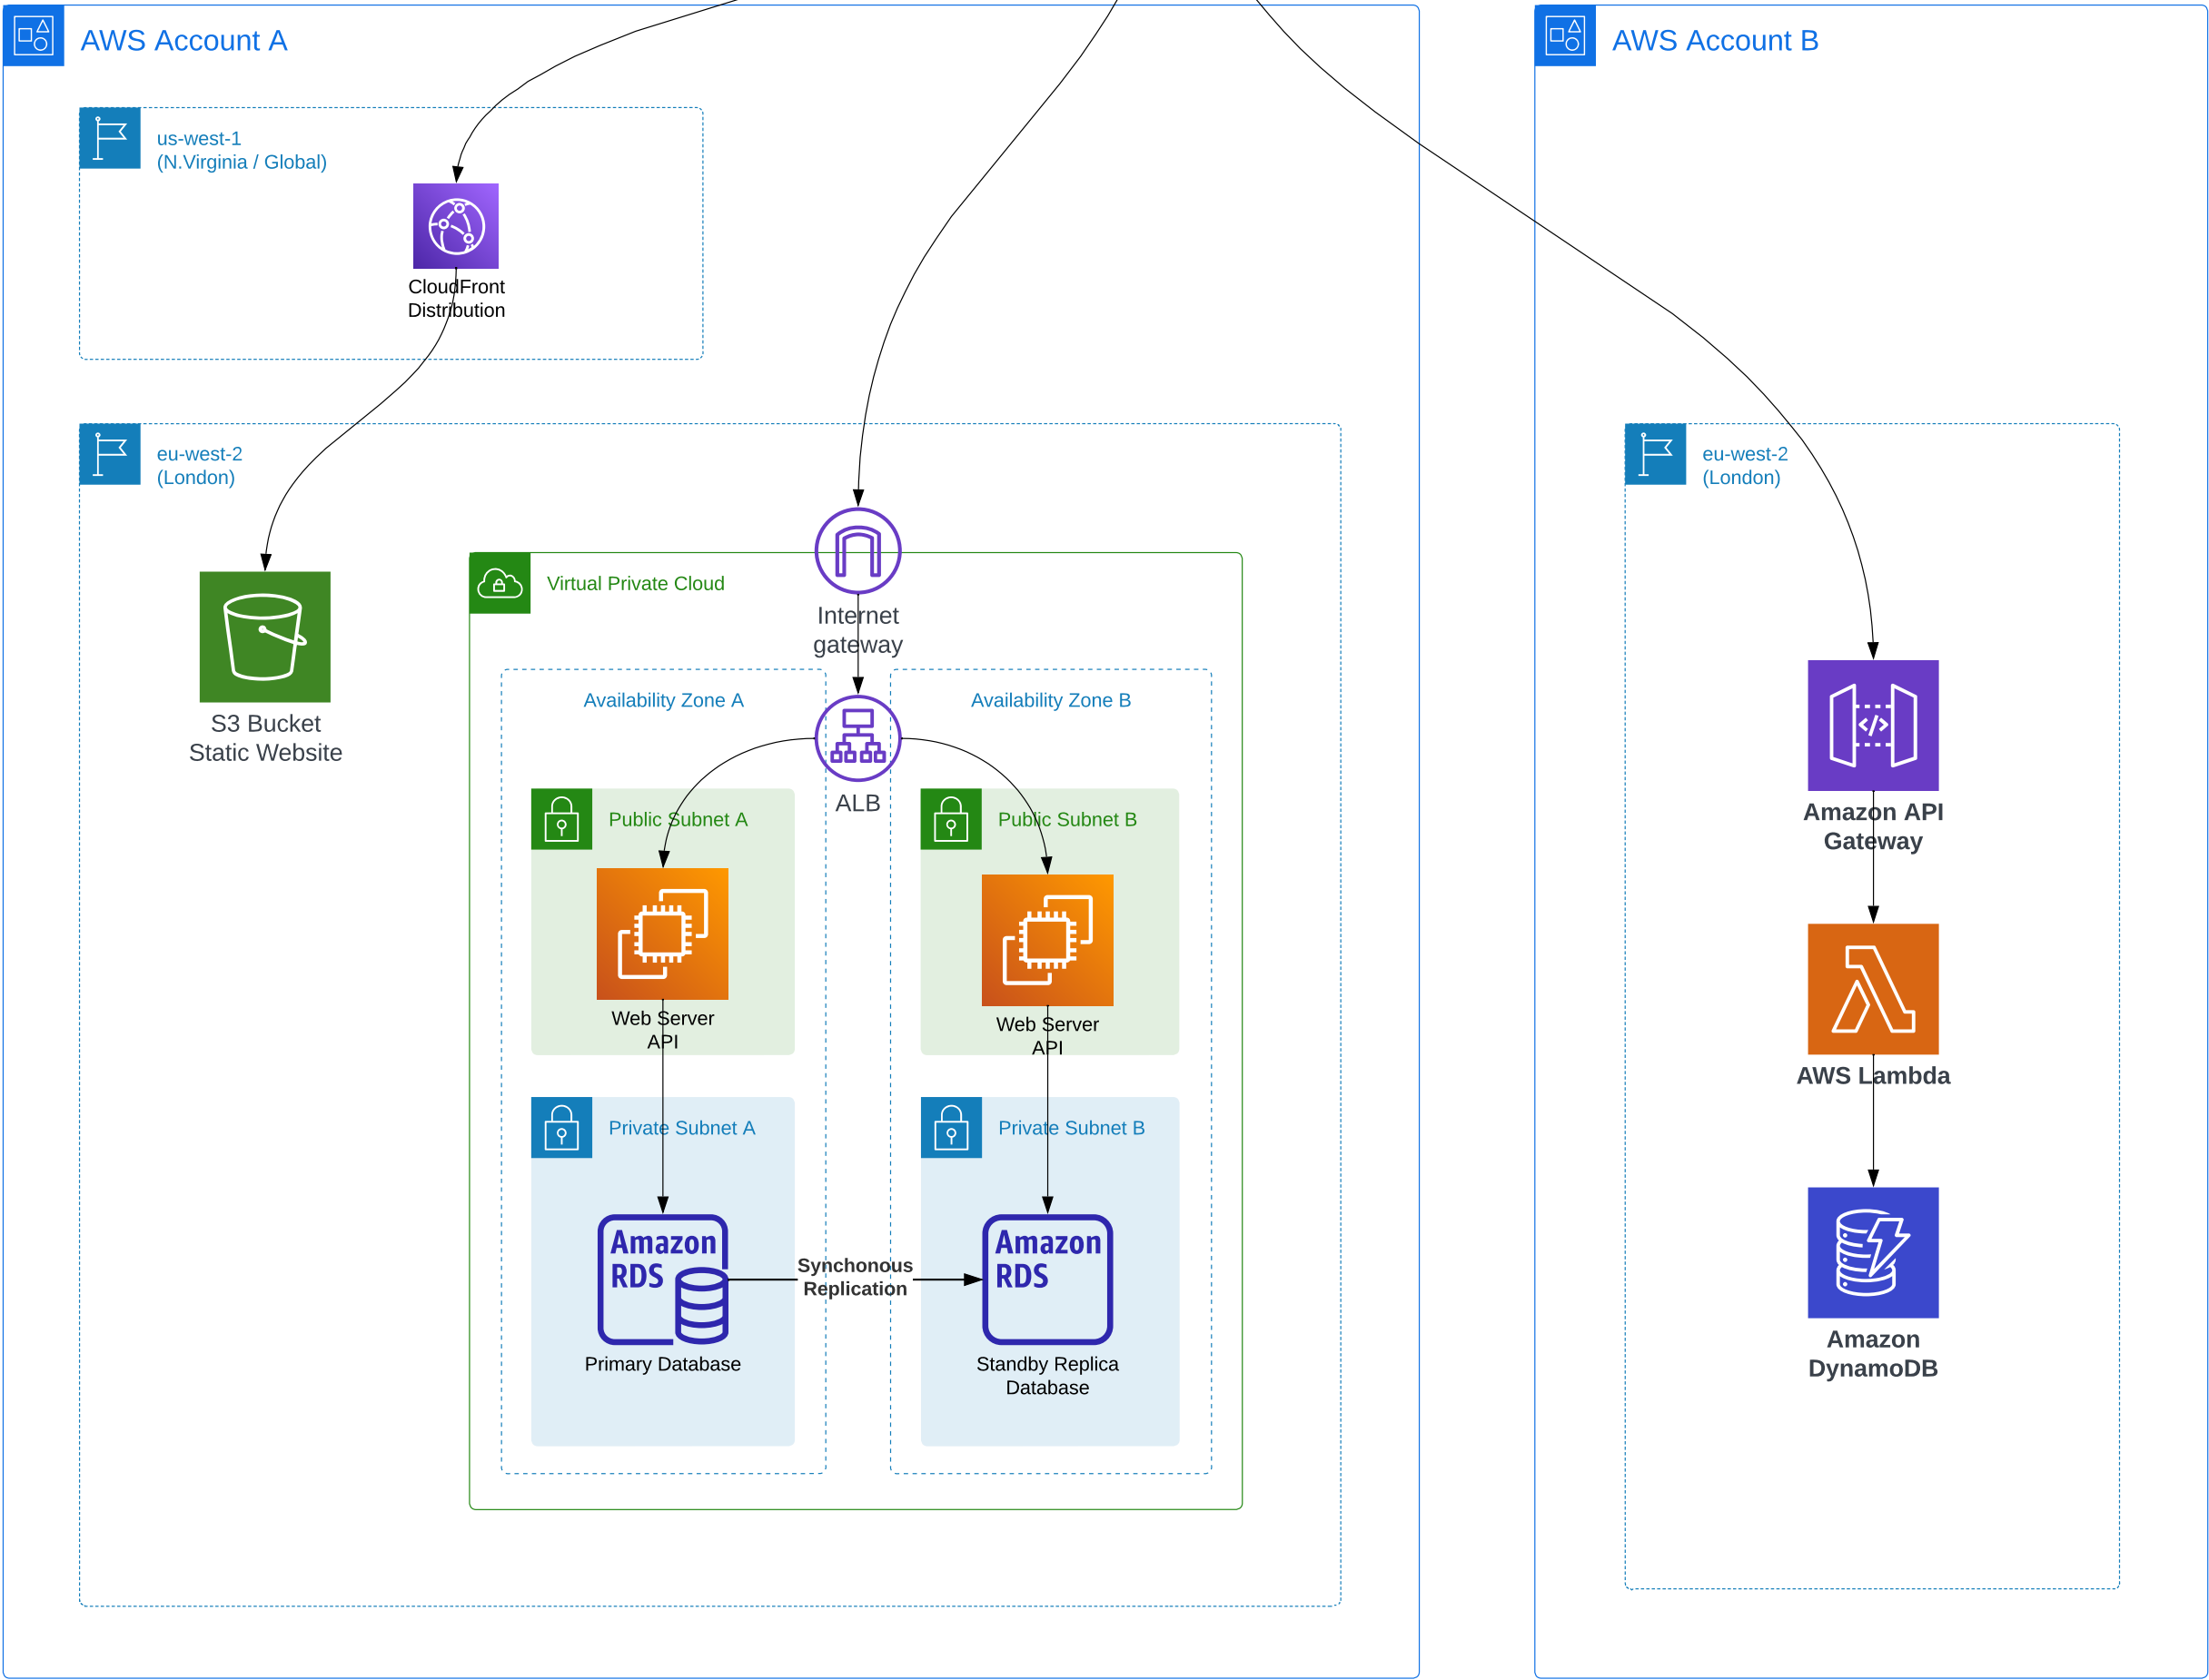 AWS Account A
us-west-1
(N.Virginia / Global)
CloudFront
Distribution
eu-west-2
(London)
S3 Bucket
Static Website
Virtual Private Cloud
Internet
gateway
Availability Zone A
Availability Zone B
ALB
Public Subnet A
Public Subnet B
Web Server
API
Web Server
API
Private Subnet A
Private Subnet B
Amazon
RDS
Primary Database
Synchonous
Replication
Amazon
RDS
Standby Replica
Database
AWS Account B
eu-west-2
(London)
Amazon API
Gateway
AWS Lambda
Amazon
DynamoDB